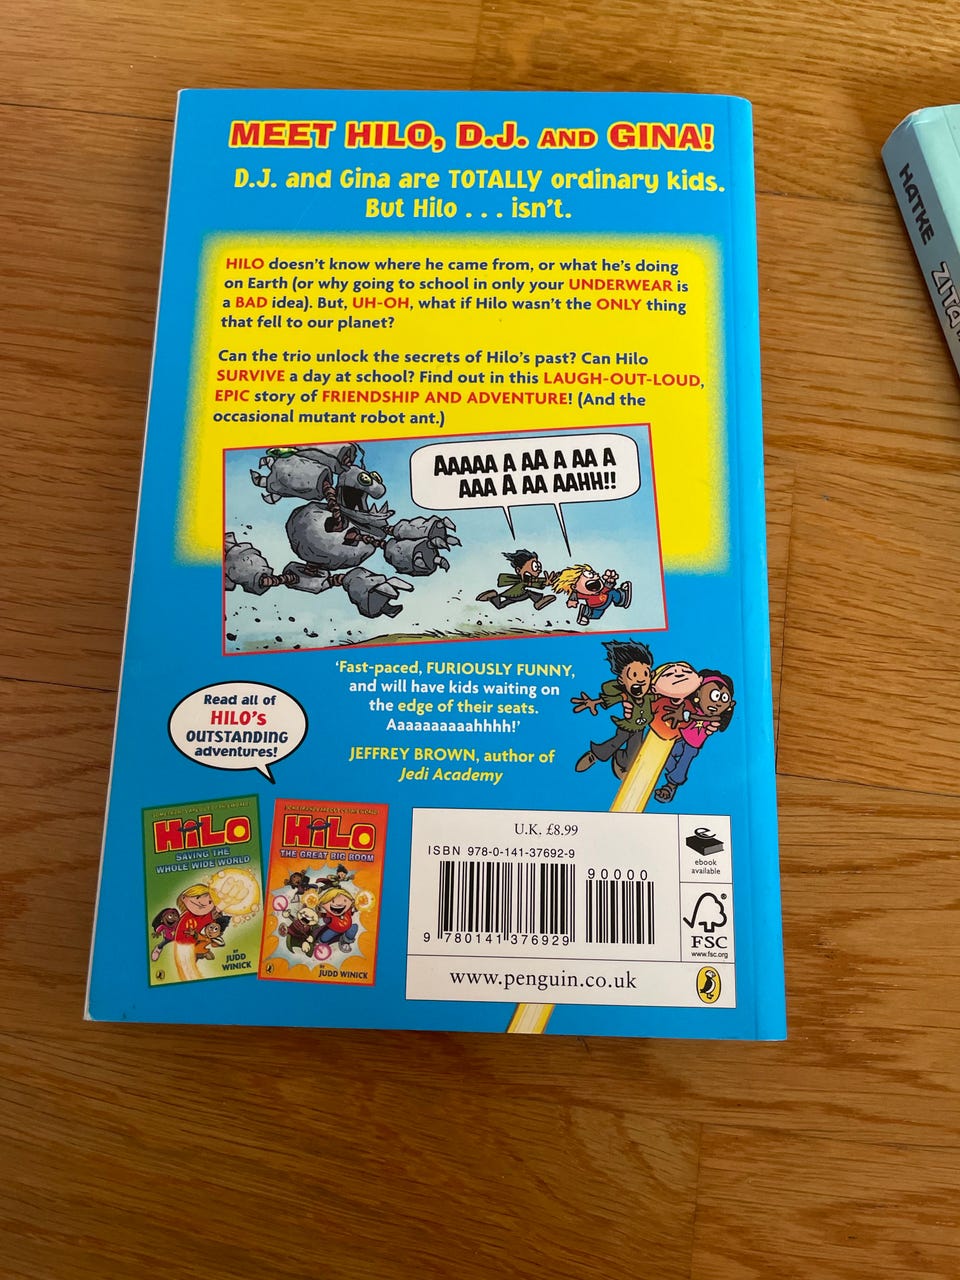 MEET HILO, D.J. AND GINA!
D.J. and Gina are TOTALLY ordinary kids.
But Hilo . . . isn't.
HILO doesn't know where he came from, or what he's doing
on Earth (or why going to school in only your UNDERWEAR is
a BAD idea). But, UH-OH, what if Hilo wasn't the ONLY thing
that fell to our planet?
Can the trio unlock the secrets of Hilo's past? Can Hilo
SURVIVE a day at school? Find out in this LAUGH-OUT-LOUD,
EPIC story of FRIENDSHIP AND ADVENTURE! (And the
occasional mutant robot ant.)
AAAAA A AA A AA A
AAA A AA AAHH!!
'Fast-paced, FURIOUSLY FUNNY,
and will have kids waiting on
the edge of their seats.
Aaaaaaaaaahhhh!'
JEFFREY BROWN, author of
Jedi Academy
Read all of
HILO's
OUTSTANDING
adventures!
HiLO
SAVING THE
WHOLE WIDE WORLD
BY
JUDD
WINICK
HiLO
THE GREAT BIG BOOM
BY
JUDD WINICK
U.K. £8.99
ISBN 978-0-141-37692-9
90000
9 780141 376929
www.penguin.co.uk
e
ebook
available
®
FSC
www.fsc.org
HATKE
ZITA